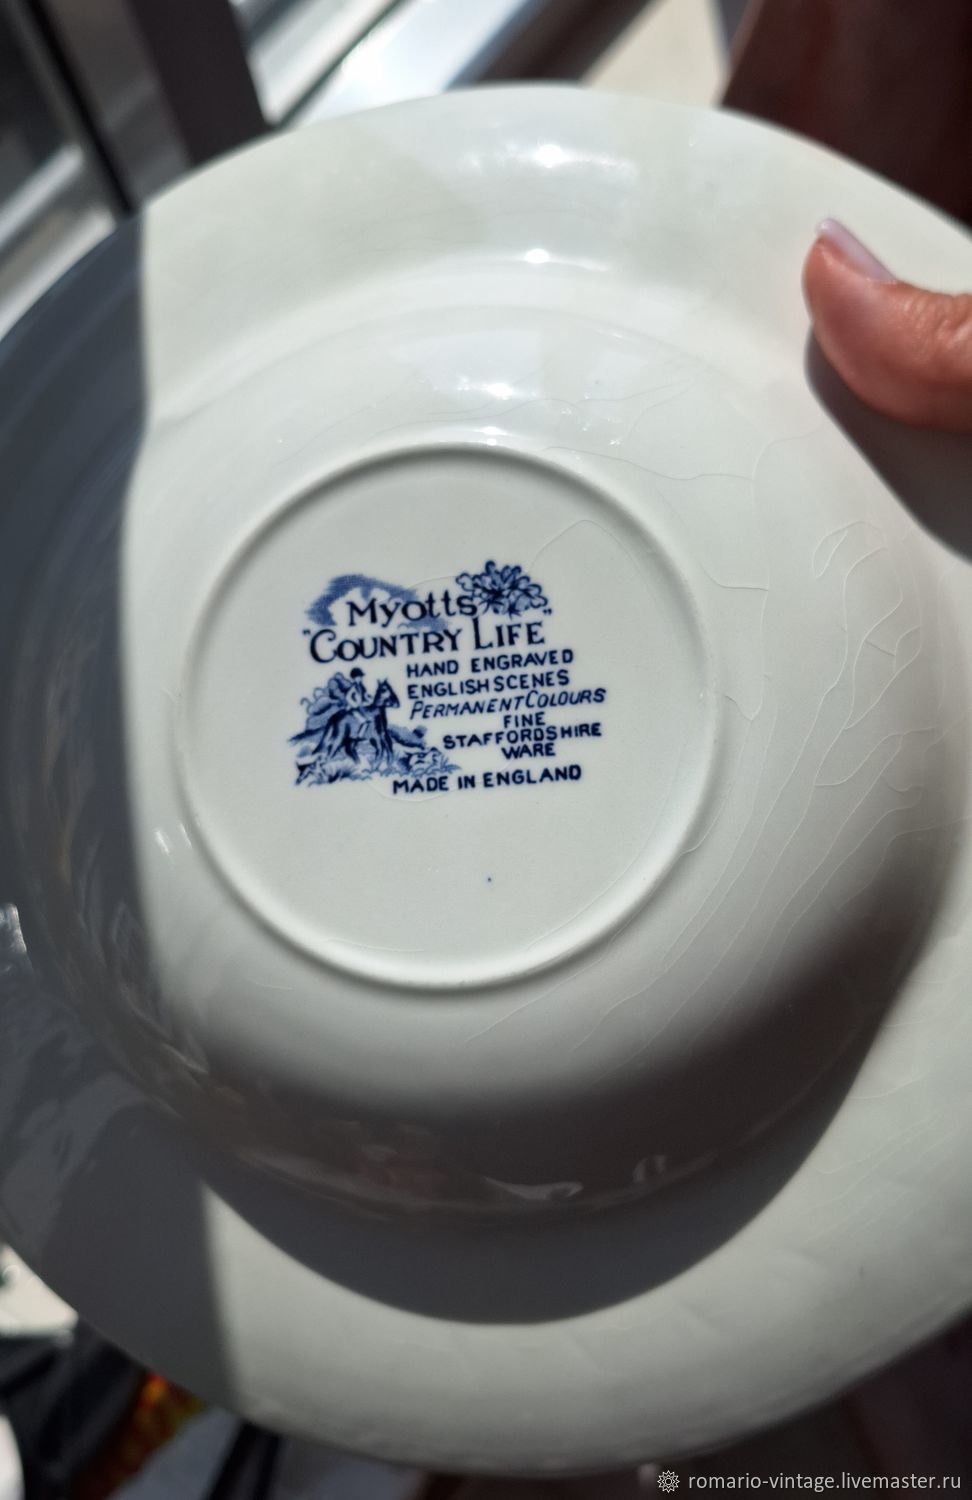 Myotts
"COUNTRY LIFE"
HAND ENGRAVED
ENGLISH SCENES
PERMANENT COLOURS
FINE
STAFFORDSHIRE
WARE
MADE IN ENGLAND
romario-vintage.livemaster.ru